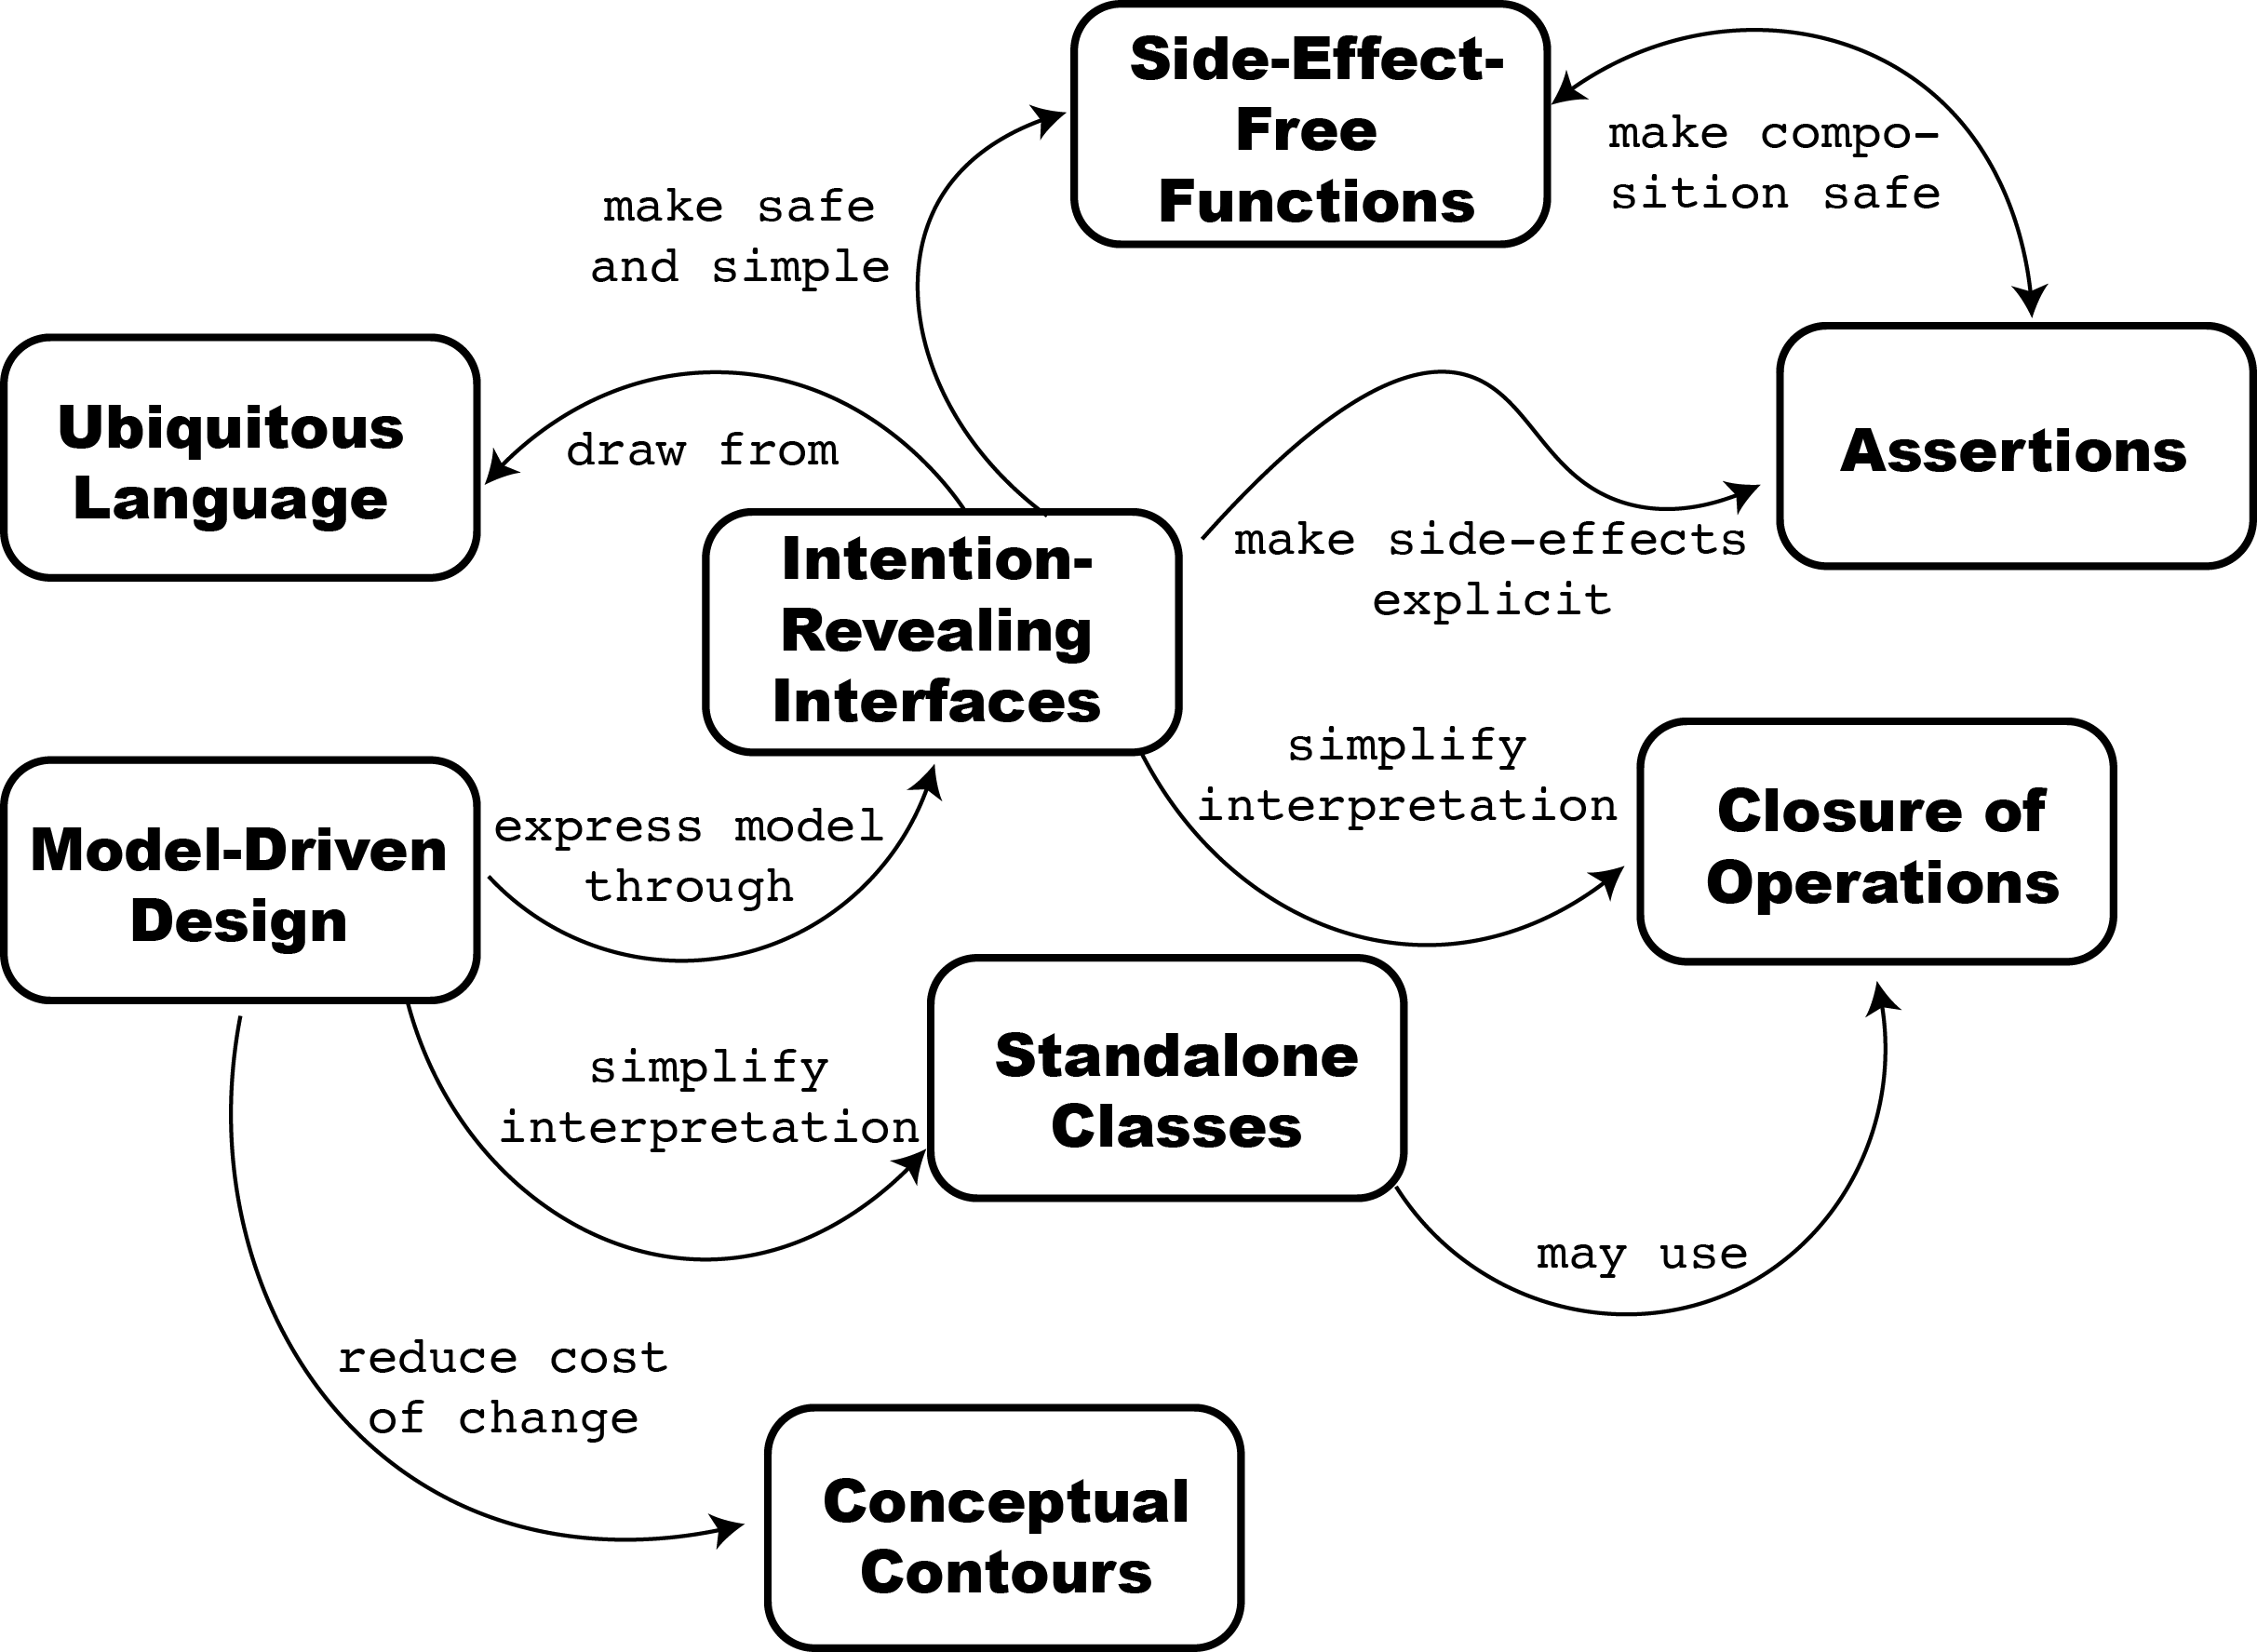 Side-Effect-
Free
Functions
make compo-
sition safe
make safe
and simple
Ubiquitous
Language
draw from
Assertions
Intention-
Revealing
Interfaces
make side-effects
explicit
simplify
interpretation
Closure of
Operations
Model-Driven
Design
express model
through
simplify
interpretation
Standalone
Classes
may use
reduce cost
of change
Conceptual
Contours